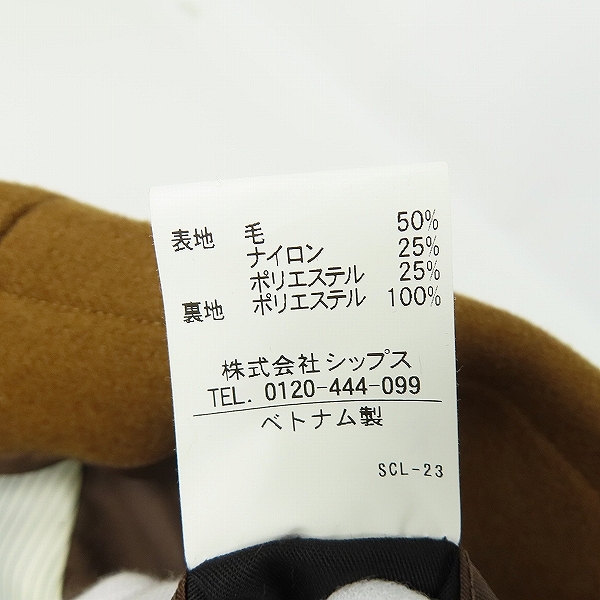 表地 毛 50%
ナイロン 25%
ポリエステル 25%
裏地 ポリエステル 100%
株式会社シップス
TEL. 0120-444-099
ベトナム製
SCL-23